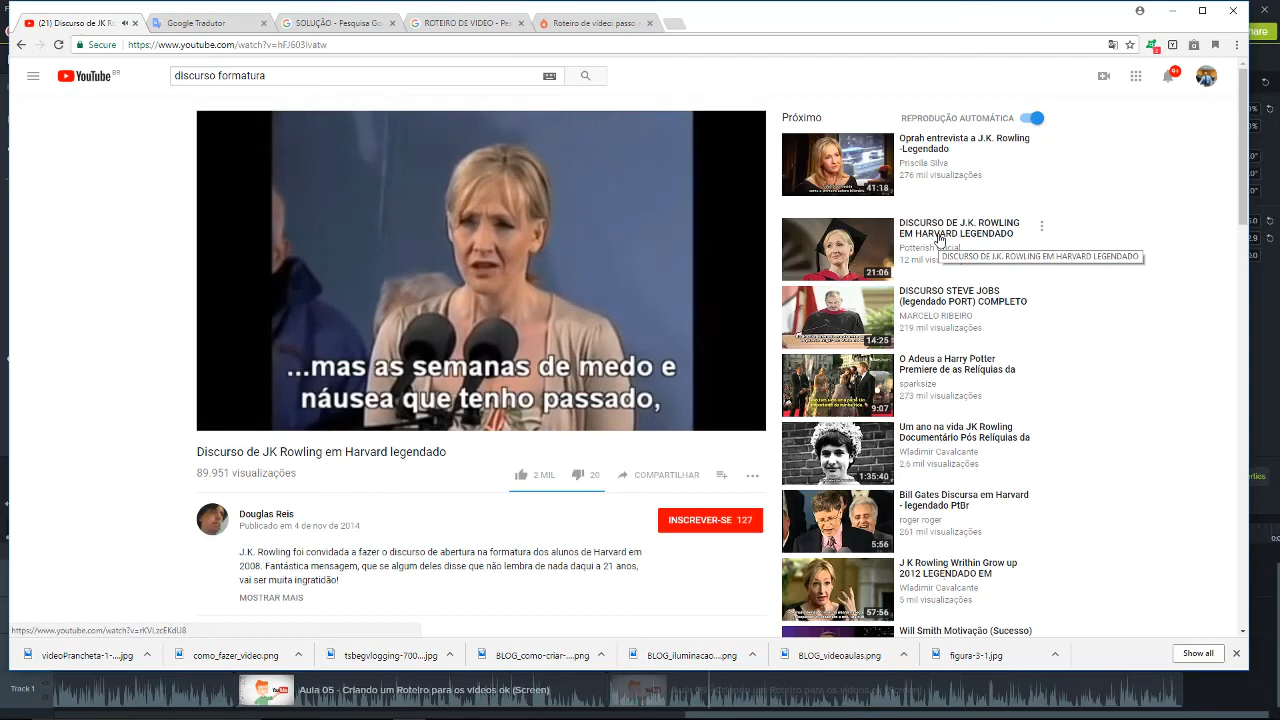 (21) Discurso de JK Ro
Google Tradutor
SOLUÇÃO - Pesquisa Go
ROTEIRO DE VIDEO - Pes
Roteiro de vídeo: passo a
Secure
https://www.youtube.com/watch?v=hFJ603Ivatw
YouTube BR
discurso formatura
9+
Próximo
REPRODUÇÃO AUTOMÁTICA
Oprah entrevista a J.K. Rowling
-Legendado
Priscila Silva
276 mil visualizações
41:18
DISCURSO DE J.K. ROWLING
EM HARVARD LEGENDADO
Potterish
12 mil
DISCURSO DE J.K. ROWLING EM HARVARD LEGENDADO
21:06
DISCURSO STEVE JOBS
(legendado PORT) COMPLETO
MARCELO RIBEIRO
219 mil visualizações
14:25
O Adeus a Harry Potter
Premiere de as Relíquias da
sparksize
273 mil visualizações
9:07
Um ano na vida JK Rowling
Documentário Pós Relíquias da
Wladimir Cavalcante
2,6 mil visualizações
1:35:40
Bill Gates Discursa em Harvard
- legendado PtBr
roger roger
261 mil visualizações
5:56
J K Rowling Writhin Grow up
2012 LEGENDADO EM
Wladimir Cavalcante
5 mil visualizações
57:56
Will Smith Motivação (Sucesso)
...mas as semanas de medo e
náusea que tenho passado,
Discurso de JK Rowling em Harvard legendado
89.951 visualizações
2 MIL
20
COMPARTILHAR
Douglas Reis
Publicado em 4 de nov de 2014
INSCREVER-SE 127
J.K. Rowling foi convidada a fazer o discurso de abertura na formatura dos alunos de Harvard em
2008. Fantástica mensagem, que se algum deles disse que não lembra de nada daqui a 21 anos,
vai ser muita ingratidão!
MOSTRAR MAIS
https://www.youtube.com/watch?v=rKVLzcEKdU8
videoPrancheta-1-....jpg
como_fazer_video.png
tsbegvlogging-700....jpg
BLOG_como-criar-....png
BLOG_iluminacao....png
BLOG_videoaulas.png
figura-3-1.jpg
Show all
Track 1
Aula 05 - Criando um Roteiro para os videos ok (Screen)